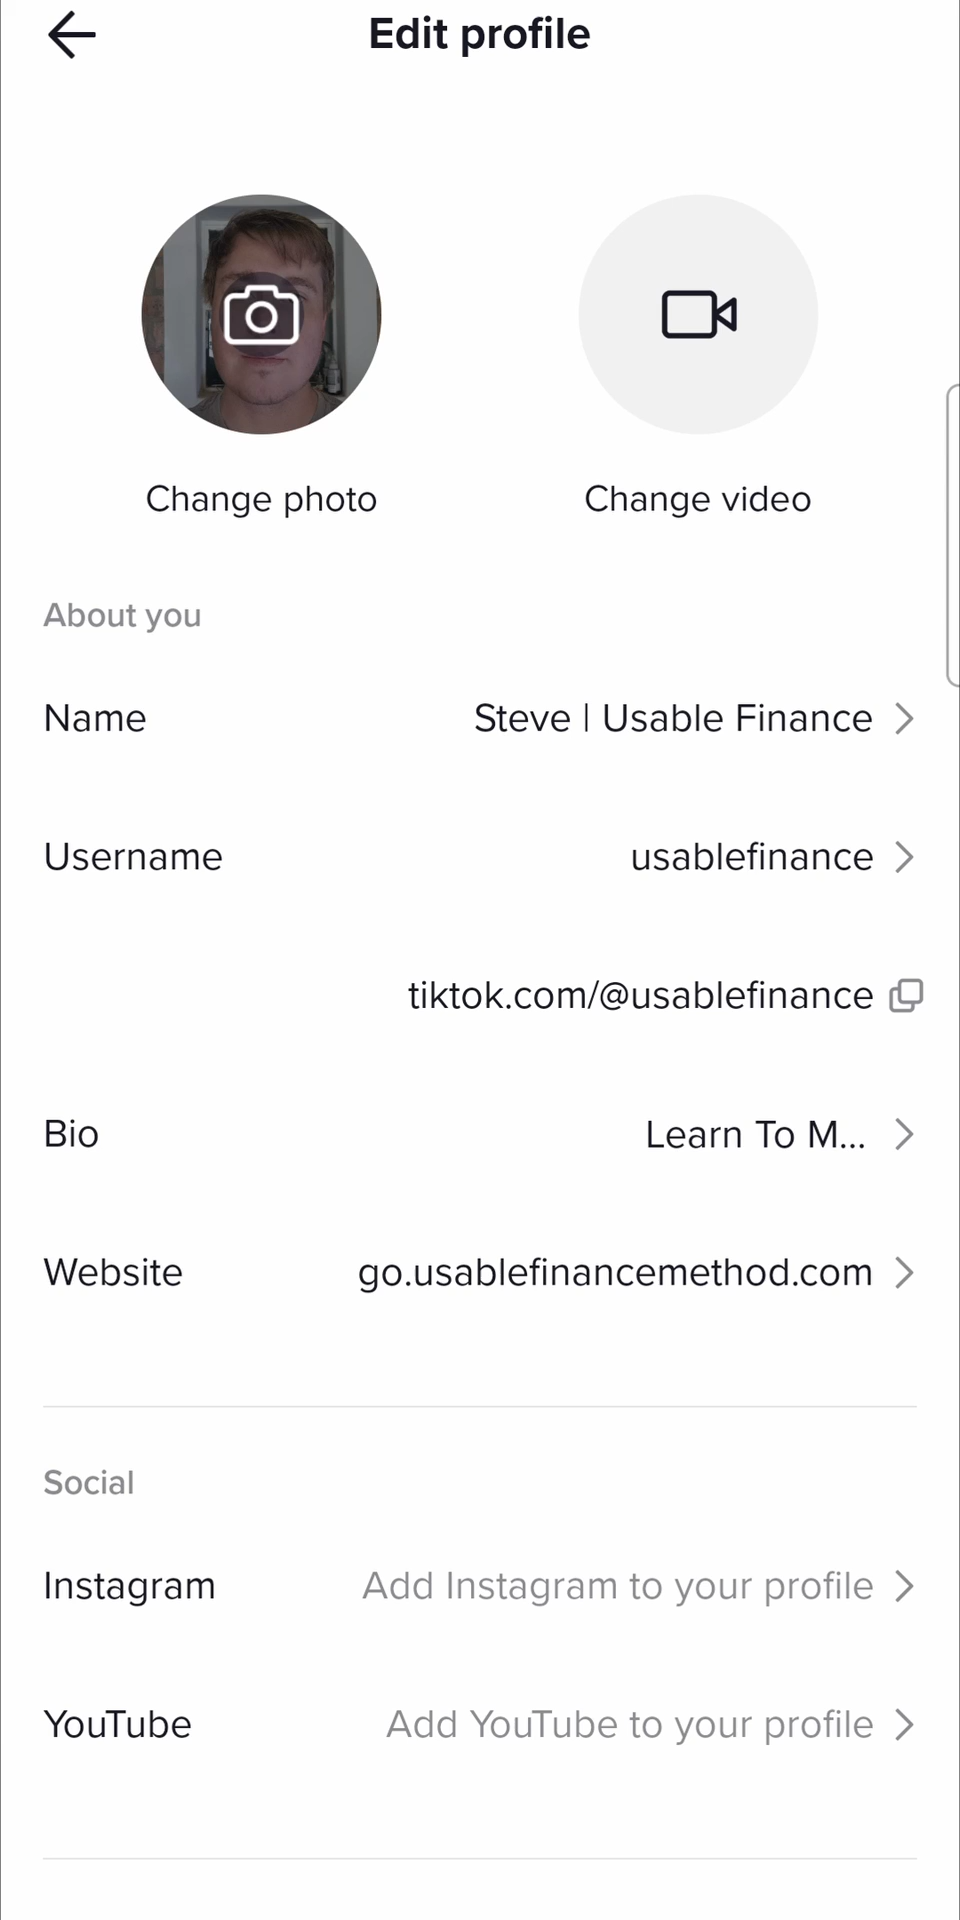 Edit profile
Change photo
Change video
About you
Name
Steve | Usable Finance
Username
usablefinance
tiktok.com/@usablefinance
Bio
Learn To M...
Website
go.usablefinancemethod.com
Social
Instagram
Add Instagram to your profile
YouTube
Add YouTube to your profile